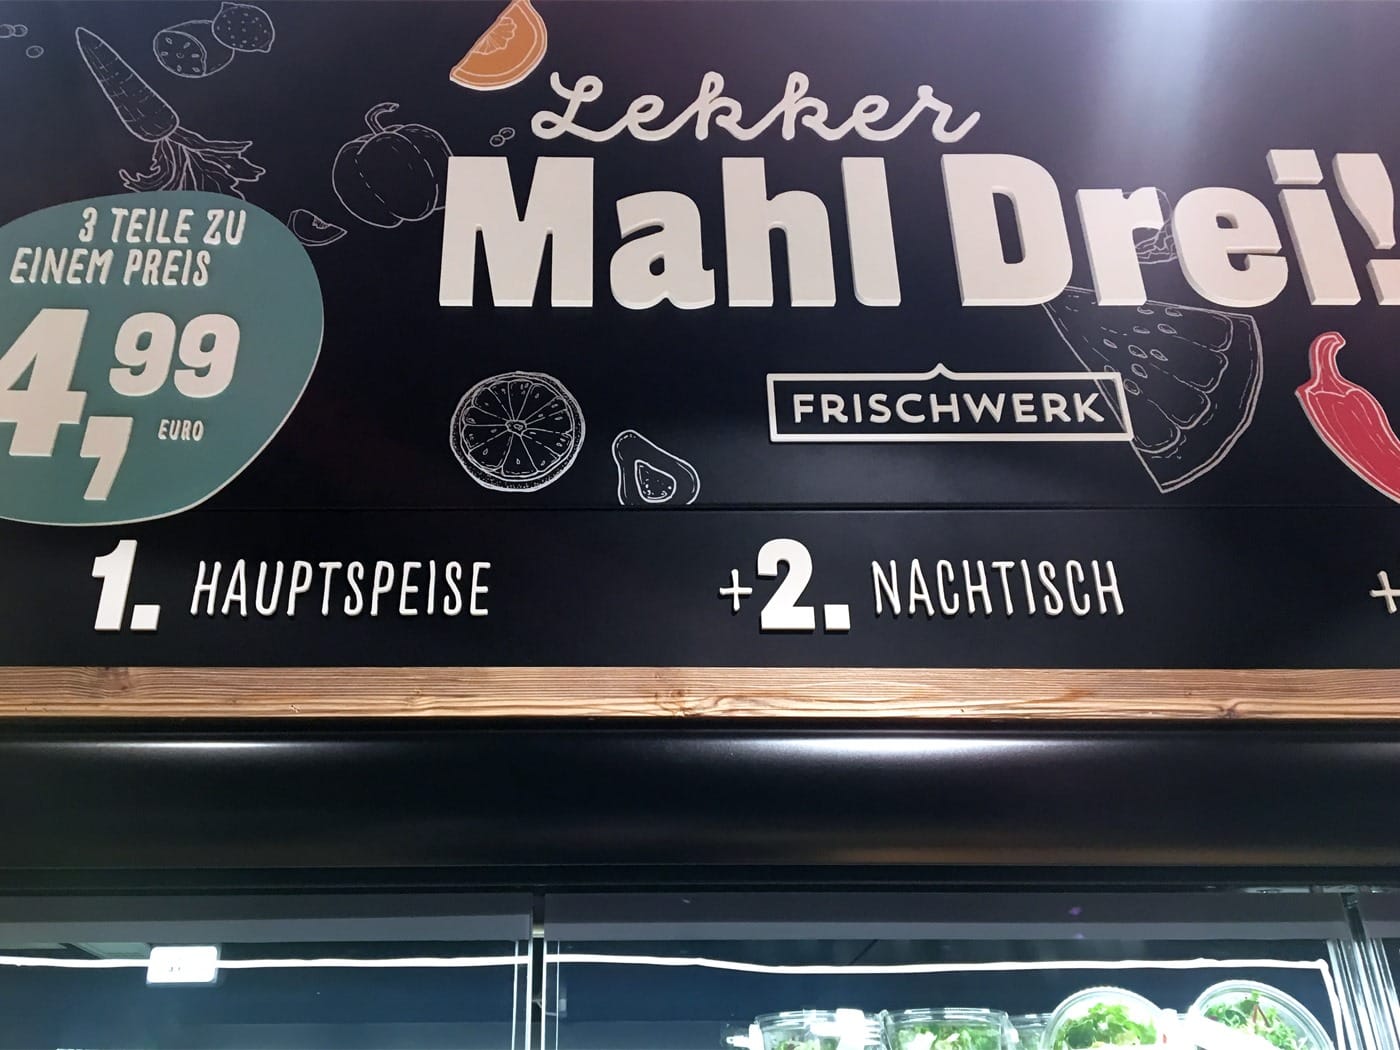 Lekker
Mahl Drei!
3 TEILE ZU
EINEM PREIS
4,99
EURO
FRISCHWERK
1. HAUPTSPEISE
+2. NACHTISCH
+